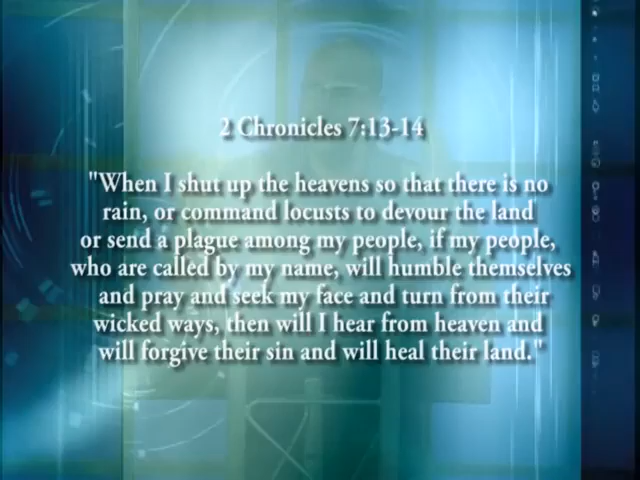 2 Chronicles 7:13-14
"When I shut up the heavens so that there is no
rain, or command locusts to devour the land
or send a plague among my people, if my people,
who are called by my name, will humble themselves
and pray and seek my face and turn from their
wicked ways, then will I hear from heaven and
will forgive their sin and will heal their land."